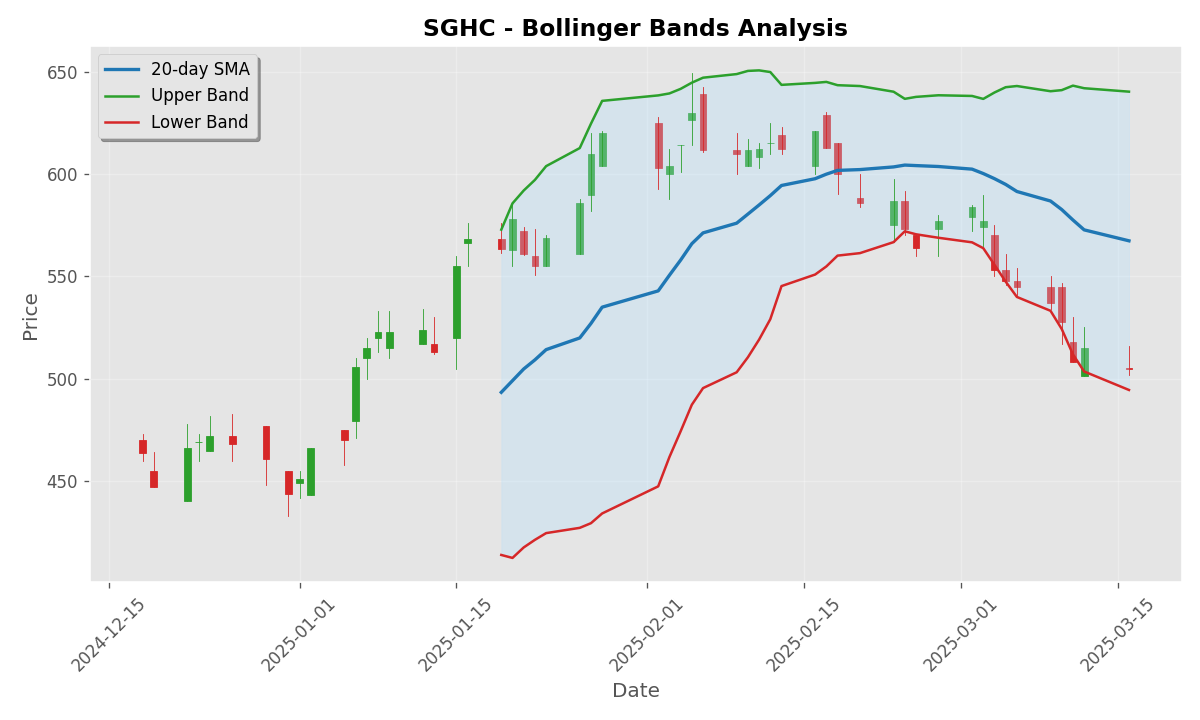 SGHC - Bollinger Bands Analysis
20-day SMA
Upper Band
Lower Band
650
600
550
500
450
Price
2024-12-15
2025-01-01
2025-01-15
2025-02-01
2025-02-15
2025-03-01
2025-03-15
Date